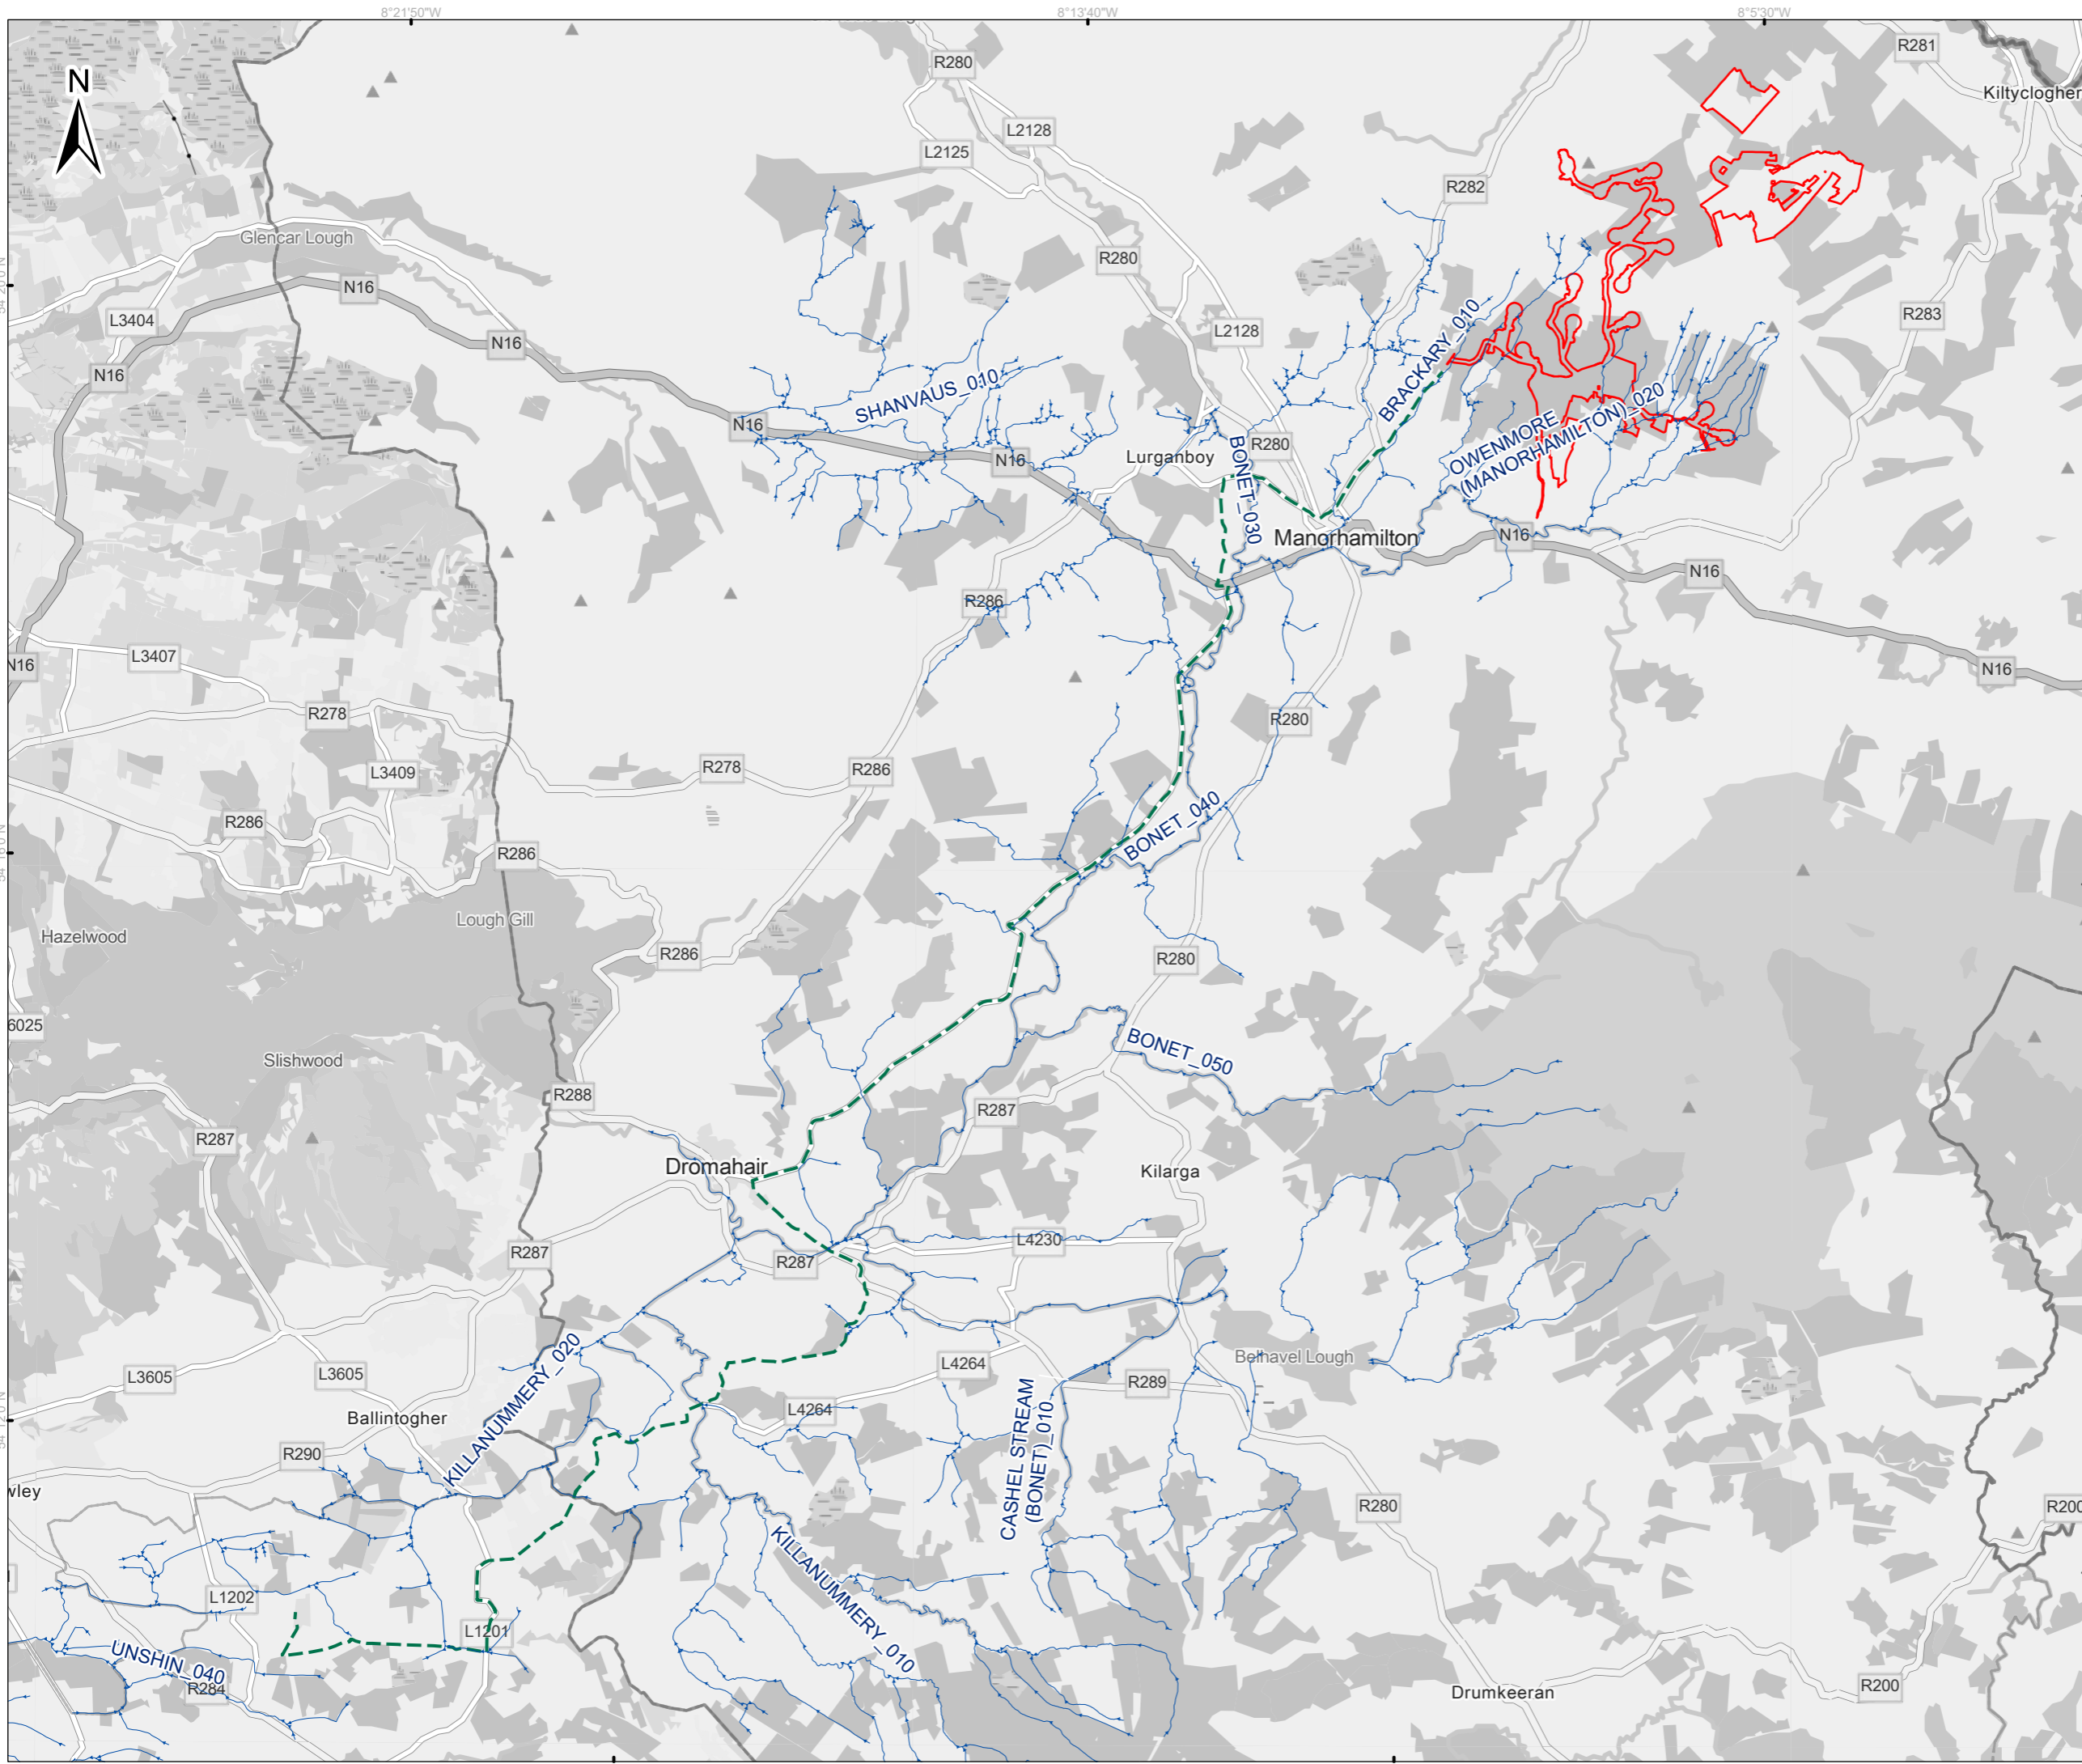 8°21'50"W
8°13'40"W
8°5'30"W
N
R280
R281
Kiltyclogher
L2128
L2125
R282
Glencar Lough
R280
N16
L3404
N16
L2128
R283
N16
BRACKARY_010
SHANVAUS_010
N16
OWENMORE
(MANORHAMILTON)_020
R280
BONET_030
Lurganboy
N16
Manorhamilton
N16
N16
R286
L3407
N16
N16
R278
R280
L3409
R278
R286
R286
BONET_040
R286
Lough Gill
Hazelwood
R286
R280
6025
BONET_050
Slishwood
R288
R287
R287
Dromahair
Kilarga
R287
L4230
R287
L3605
L3605
L4264
Belhavel Lough
R289
KILLANUMMERY_020
Ballintogher
L4264
CASHEL STREAM
(BONET)_010
R290
wley
R280
R200
KILLANUMMERY_010
L1202
L1201
UNSHIN_040
R284
Drumkeeran
R200